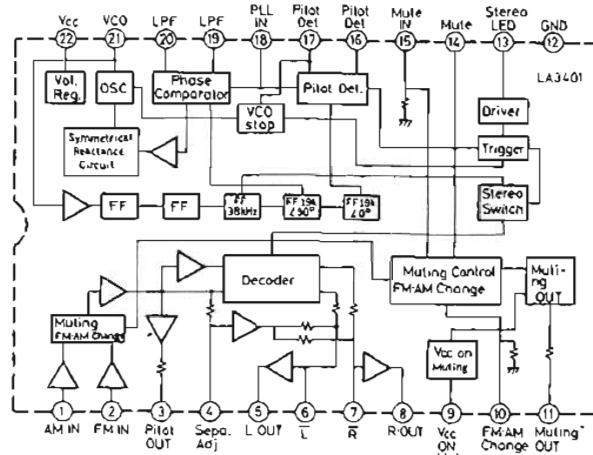 Vcc VCO LPF LPF PLL IN Pilot Det Pilot Det Mute IN Mute Stereo LED GND
22 21 20 19 18 17 16 15 14 13 12
LA3401
Vol. Reg.
OSC
Phase Comparator
VCO stop
Pilot Det.
Driver
Trigger
Symmetrical Reactance Circuit
Stereo Switch
FF
FF
FF 38kHz
FF 19k ∠90°
FF 19k ∠0°
Decoder
Muting Control FM·AM Change
Muti-ng OUT
Muting FM·AM Change
Vcc on Muting
1 2 3 4 5 6 7 8 9 10 11
AM IN FM IN Pilot OUT Sepa. Adj L OUT L̅ R̅ R·OUT Vcc ON FM·AM Change Muting OUT